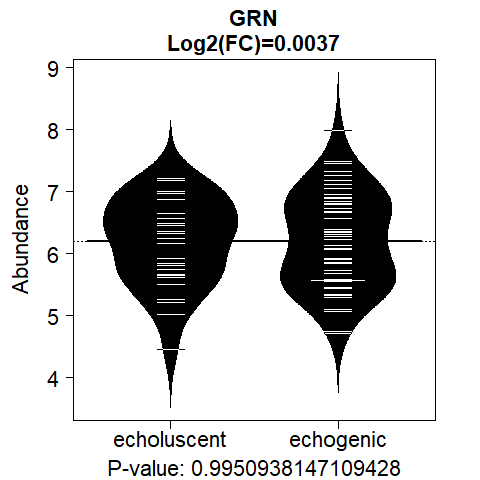 GRN
Log2(FC)=0.0037
Abundance
9
8
7
6
5
4
echoluscent echogenic
P-value: 0.9950938147109428